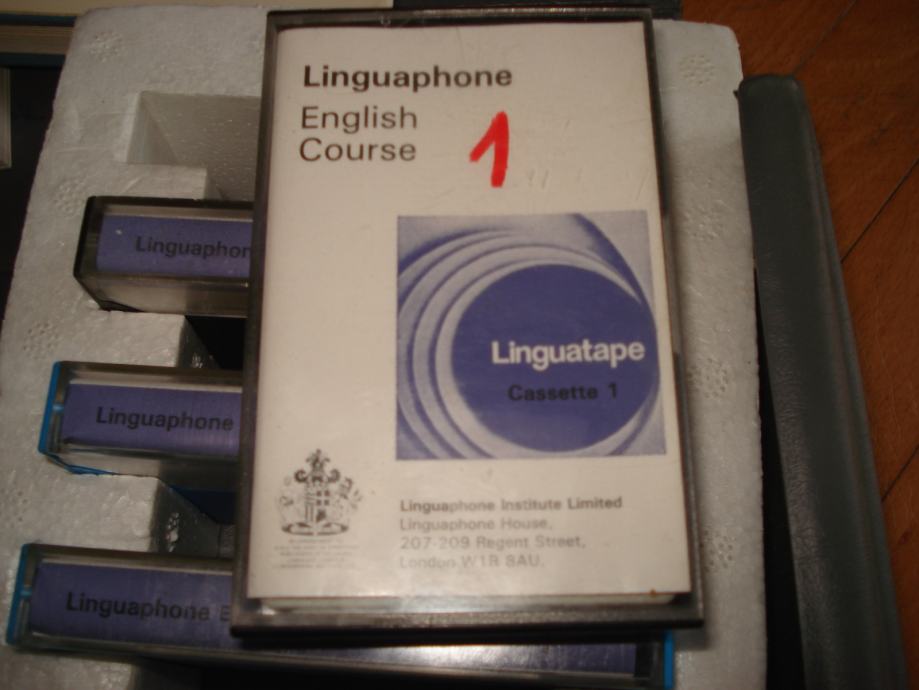 Linguaphone
English
Course
1
Linguatape
Cassette 1
Linguaphone Institute Limited
Linguaphone House,
207-209 Regent Street,
London W1R 8AU.
Linguaphon
Linguaphone
Linguaphone E